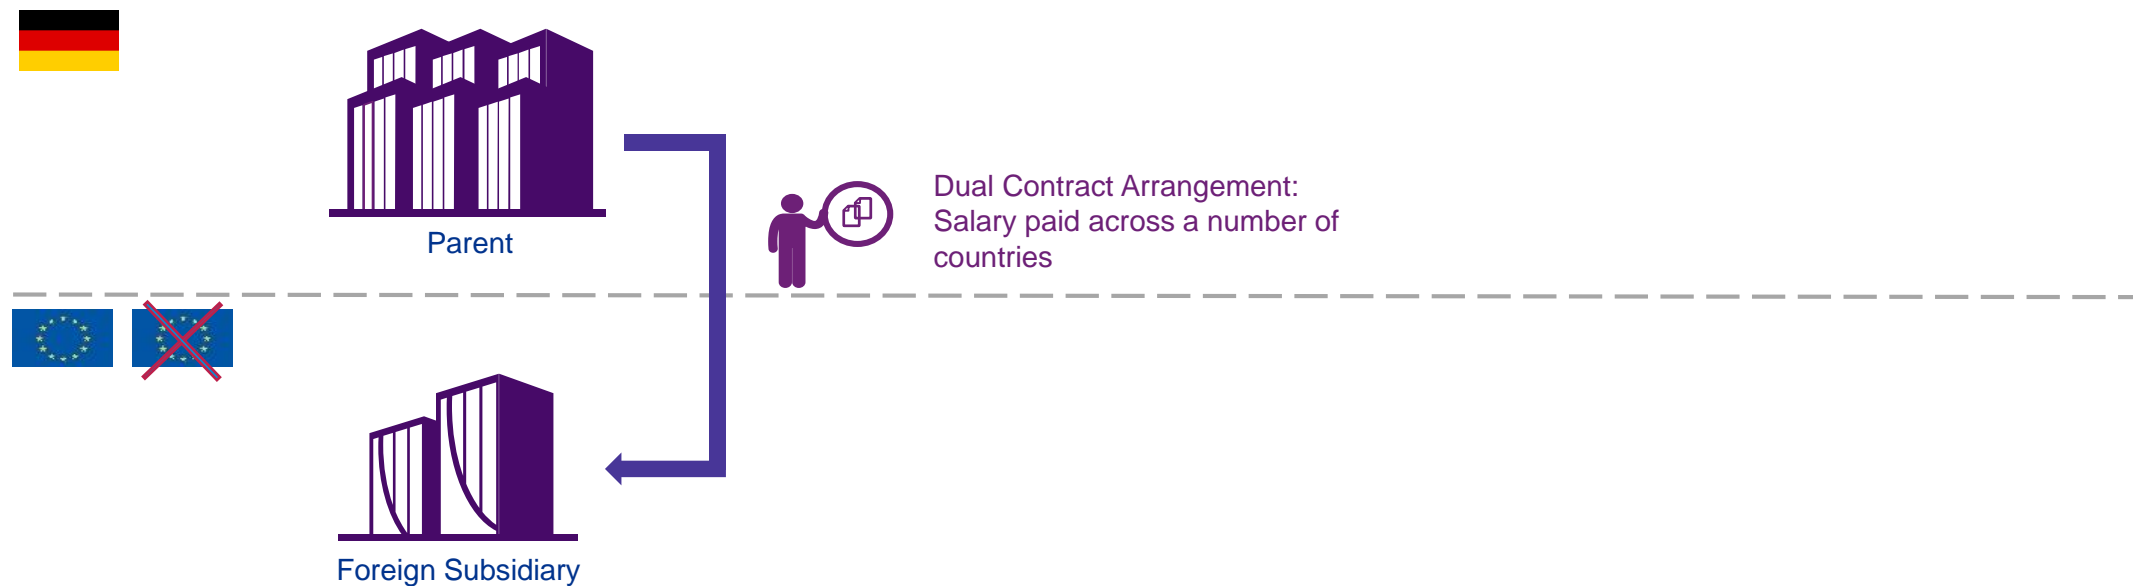 Dual Contract Arrangement:
Salary paid across a number of
countries
Parent
Foreign Subsidiary